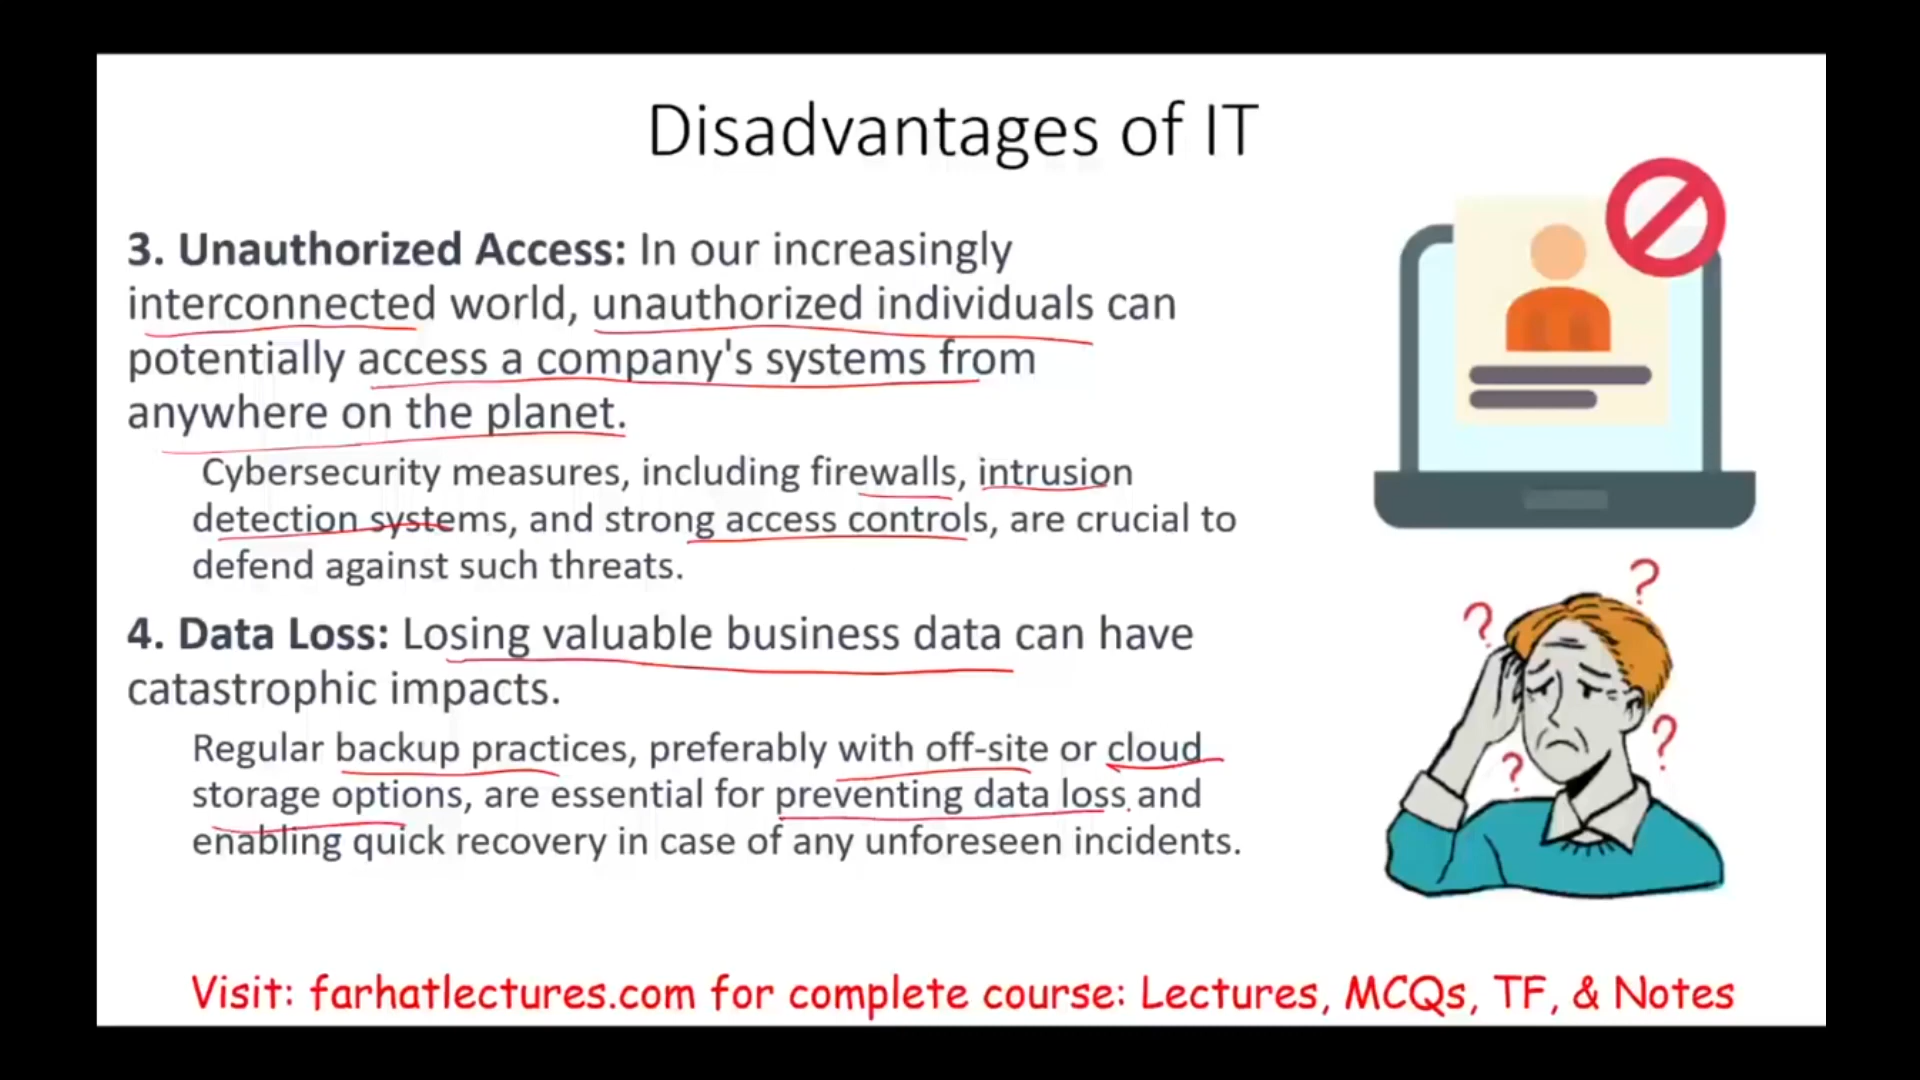 Disadvantages of IT
3. Unauthorized Access: In our increasingly
interconnected world, unauthorized individuals can
potentially access a company's systems from
anywhere on the planet.
Cybersecurity measures, including firewalls, intrusion
detection systems, and strong access controls, are crucial to
defend against such threats.
4. Data Loss: Losing valuable business data can have
catastrophic impacts.
Regular backup practices, preferably with off-site or cloud
storage options, are essential for preventing data loss and
enabling quick recovery in case of any unforeseen incidents.
? ? ? ?
Visit: farhatlectures.com for complete course: Lectures, MCQs, TF, & Notes